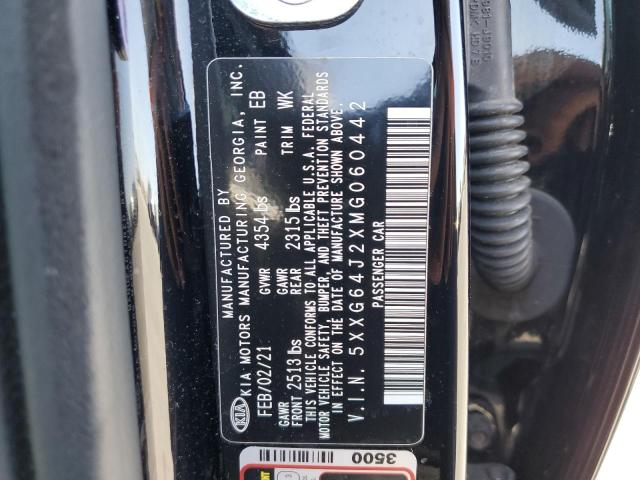 MANUFACTURED BY
KIA KIA MOTORS MANUFACTURING GEORGIA, INC.
FEB/02/21 GVWR 4354 lbs PAINT EB
GAWR FRONT 2513 lbs GAWR REAR 2315 lbs TRIM WK
THIS VEHICLE CONFORMS TO ALL APPLICABLE U.S.A. FEDERAL
MOTOR VEHICLE SAFETY, BUMPER, AND THEFT PREVENTION STANDARDS
IN EFFECT ON THE DATE OF MANUFACTURE SHOWN ABOVE.
V.I.N. 5XXG64J2XMG060442
PASSENGER CAR
3500